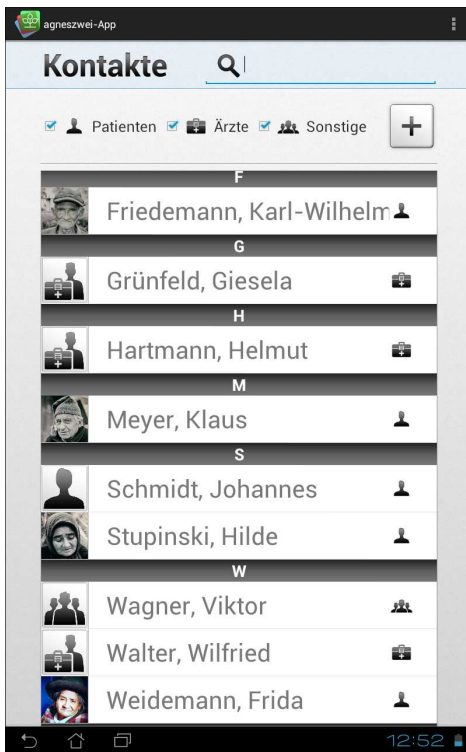 agneszwei-App
Kontakte
Patienten Ärzte Sonstige
F
Friedemann, Karl-Wilhelm
G
Grünfeld, Giesela
H
Hartmann, Helmut
M
Meyer, Klaus
S
Schmidt, Johannes
Stupinski, Hilde
W
Wagner, Viktor
Walter, Wilfried
Weidemann, Frida
12:52